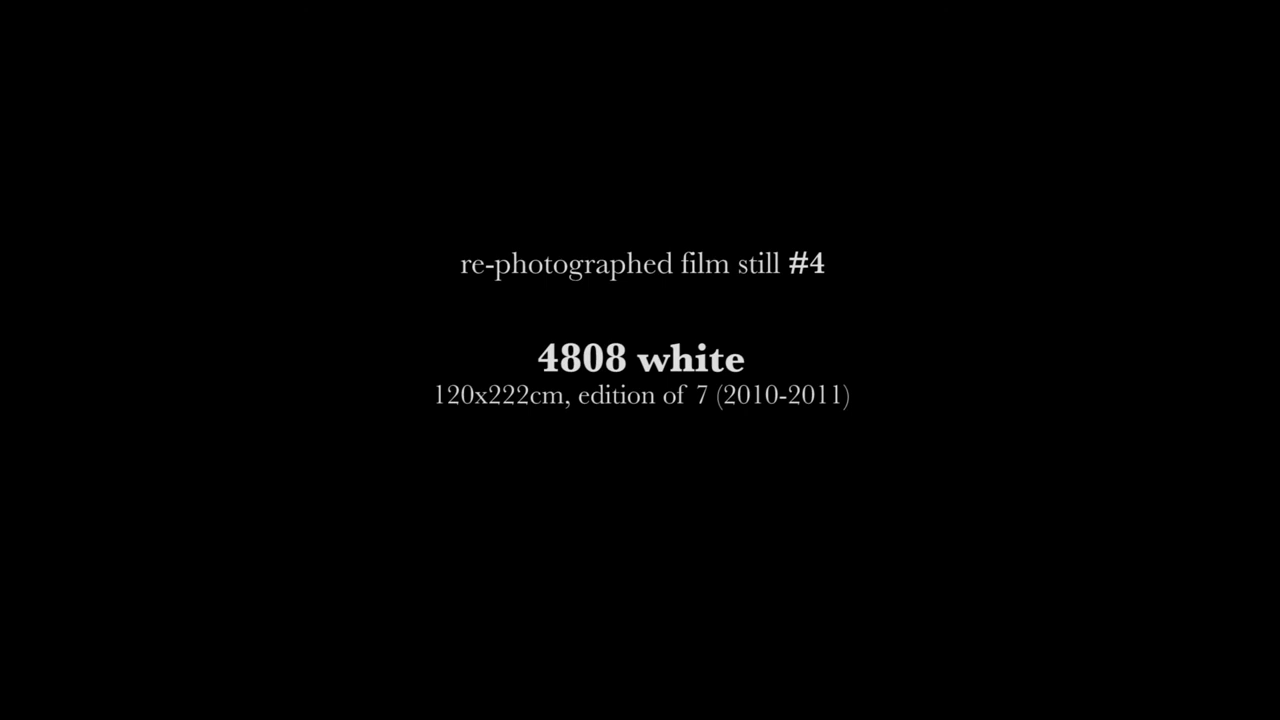 re-photographed film still #4
4808 white
120x222cm, edition of 7 (2010-2011)